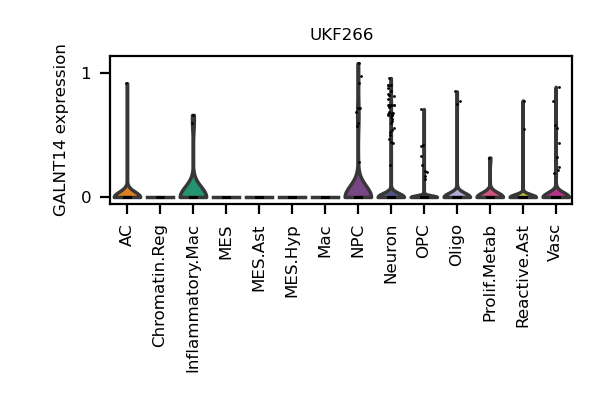 UKF266
GALNT14 expression
1
0
AC
Chromatin.Reg
Inflammatory.Mac
MES
MES.Ast
MES.Hyp
Mac
NPC
Neuron
OPC
Oligo
Prolif.Metab
Reactive.Ast
Vasc